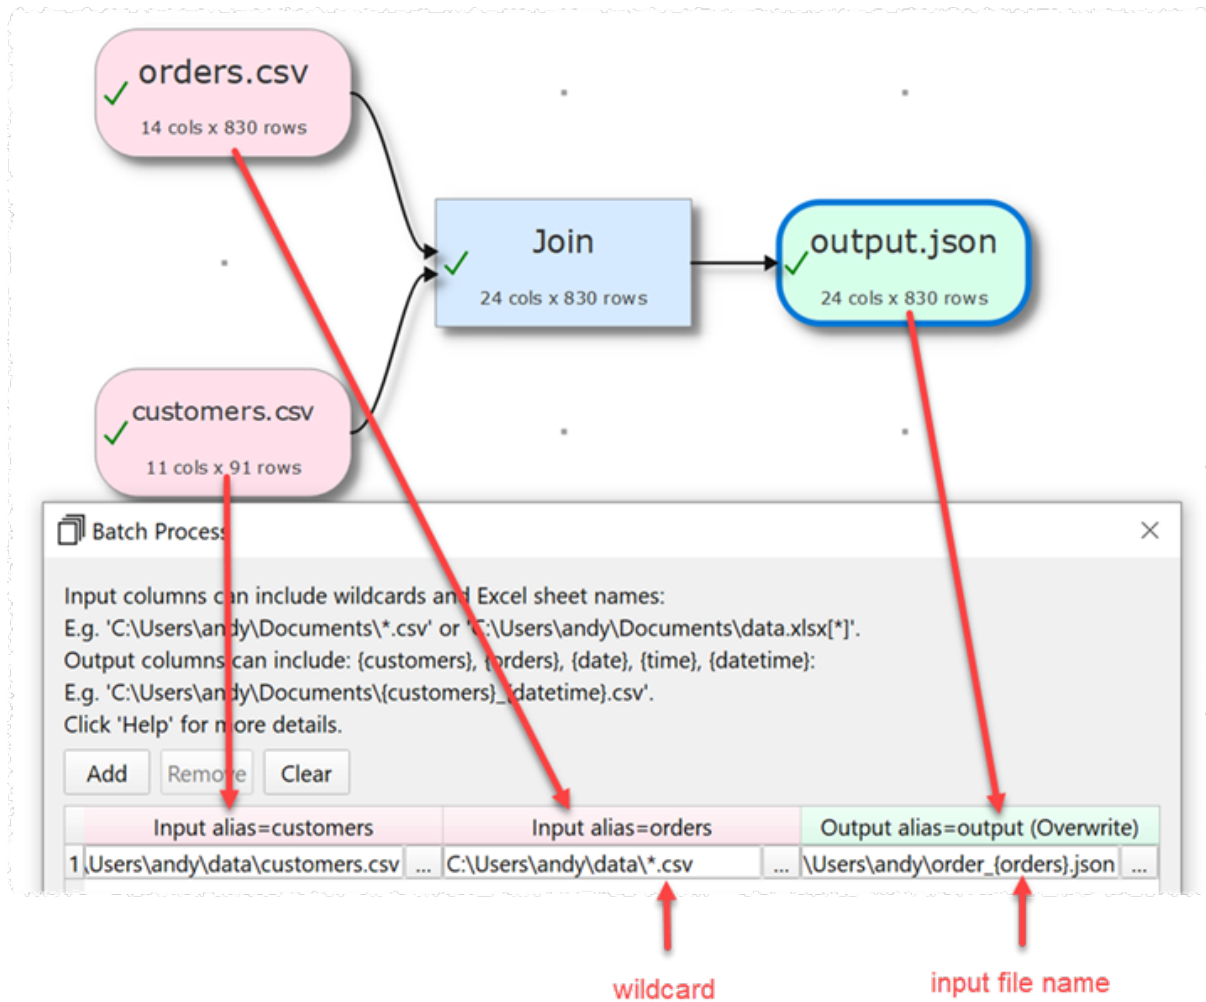 orders.csv
14 cols x 830 rows
Join
24 cols x 830 rows
output.json
24 cols x 830 rows
customers.csv
11 cols x 91 rows
Batch Process
Input columns can include wildcards and Excel sheet names:
E.g. 'C:\Users\andy\Documents\*.csv' or 'C:\Users\andy\Documents\data.xlsx[*]'.
Output columns can include: {customers}, {orders}, {date}, {time}, {datetime}:
E.g. 'C:\Users\andy\Documents\{customers}_{datetime}.csv'.
Click 'Help' for more details.
Add Remove Clear
Input alias=customers Input alias=orders Output alias=output (Overwrite)
1 \Users\andy\data\customers.csv ... C:\Users\andy\data\*.csv ... \Users\andy\order_{orders}.json ...
wildcard
input file name